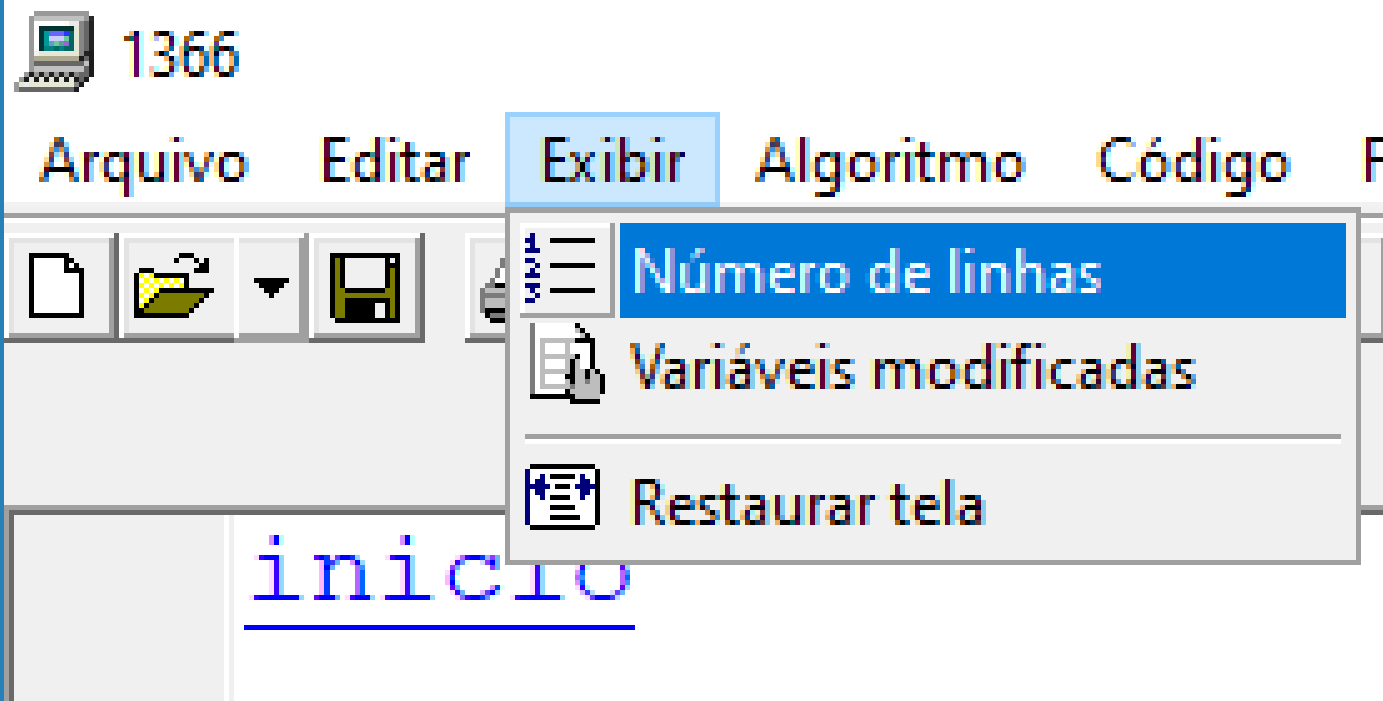 1366
Arquivo Editar Exibir Algoritmo Código
Número de linhas
Variáveis modificadas
Restaurar tela
inicio